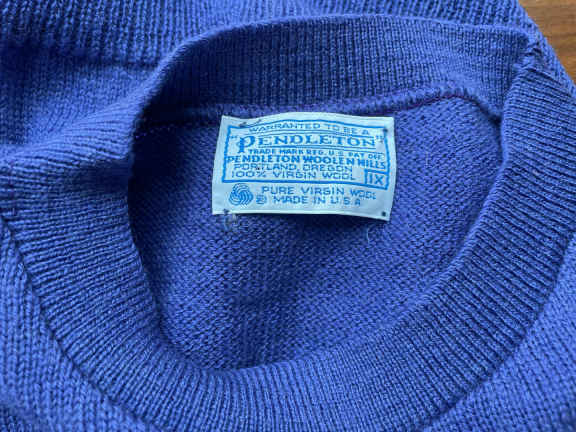 WARRANTED TO BE A
PENDLETON
TRADE MARK REG. U.S. PAT. OFF.
PENDLETON WOOLEN MILLS
PORTLAND, OREGON
100% VIRGIN WOOL
1X
PURE VIRGIN WOOL
MADE IN U.S.A